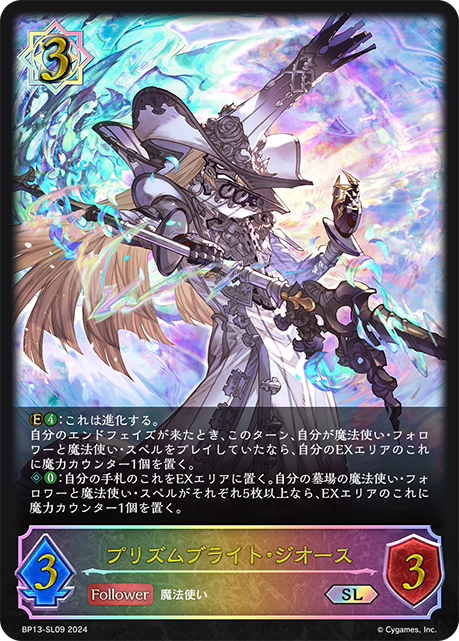 3
E4：これは進化する。
自分のエンドフェイズが来たとき、このターン、自分が魔法使い・フォロ
ワーと魔法使い・スペルをプレイしていたなら、自分のEXエリアのこれ
に魔力カウンター1個を置く。
0：自分の手札のこれをEXエリアに置く。自分の墓場の魔法使い・フォ
ロワーと魔法使い・スペルがそれぞれ5枚以上なら、EXエリアのこれに
魔力カウンター1個を置く。
プリズムブライト・ジオース
3
Follower 魔法使い SL
3
BP13-SL09 2024 © Cygames, Inc.